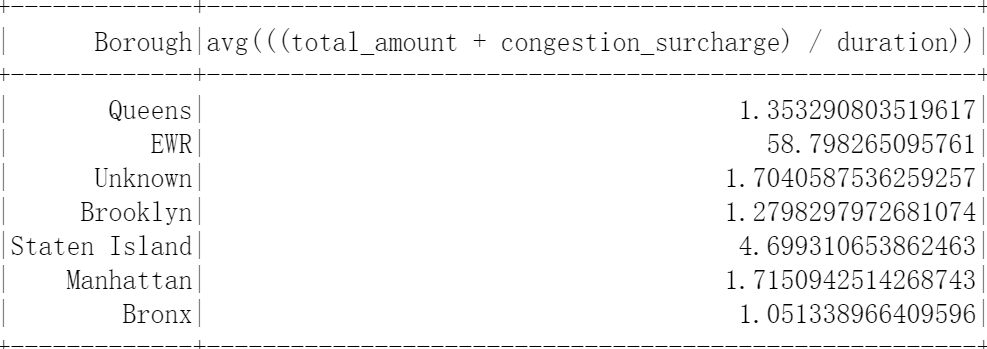 +-------------+--------------------------------------------------------+
|      Borough|avg(((total_amount + congestion_surcharge) / duration))|
+-------------+--------------------------------------------------------+
|       Queens|                                      1.353290803519617|
|          EWR|                                        58.798265095761|
|      Unknown|                                     1.7040587536259257|
|     Brooklyn|                                     1.2798297972681074|
|Staten Island|                                      4.699310653862463|
|    Manhattan|                                     1.7150942514268743|
|        Bronx|                                     1.051338966409596|
+-------------+--------------------------------------------------------+